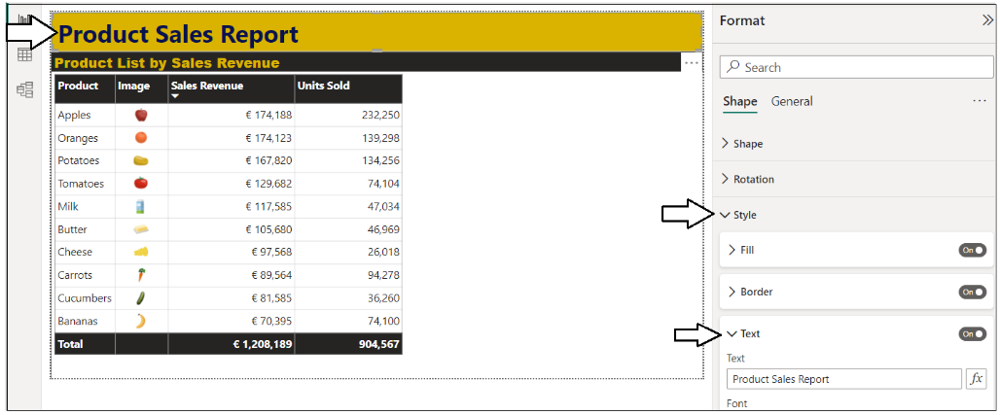 Product Sales Report
Product List by Sales Revenue
Product Image Sales Revenue Units Sold
Apples € 174,188 232,250
Oranges € 174,123 139,298
Potatoes € 167,820 134,256
Tomatoes € 129,682 74,104
Milk € 117,585 47,034
Butter € 105,680 46,969
Cheese € 97,568 26,018
Carrots € 89,564 94,278
Cucumbers € 81,585 36,260
Bananas € 70,395 74,100
Total € 1,208,189 904,567
Format
Search
Shape General
Shape
Rotation
Style
Fill On
Border On
Text On
Text
Product Sales Report fx
Font